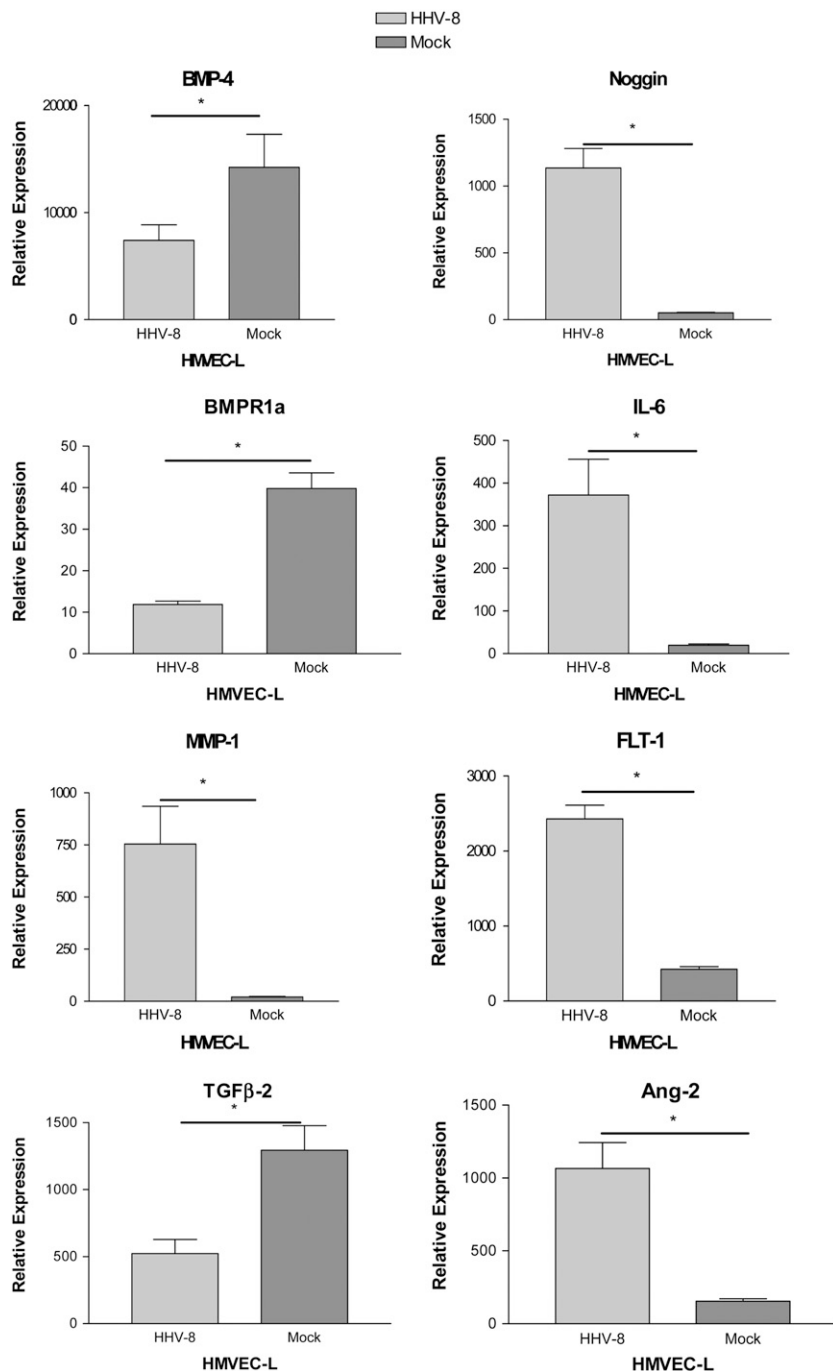 HHV-8
Mock
BMP-4
*
20000
10000
0
Relative Expression
HHV-8 Mock
HMVEC-L
Noggin
*
1500
1000
500
0
Relative Expression
HHV-8 Mock
HMVEC-L
BMPR1a
*
50
40
30
20
10
0
Relative Expression
HHV-8 Mock
HMVEC-L
IL-6
*
500
400
300
200
100
0
Relative Expression
HHV-8 Mock
HMVEC-L
MMP-1
*
1000
750
500
250
0
Relative Expression
HHV-8 Mock
HMVEC-L
FLT-1
*
3000
2000
1000
0
Relative Expression
HHV-8 Mock
HMVEC-L
TGFβ-2
*
1500
1000
500
0
Relative Expression
HHV-8 Mock
HMVEC-L
Ang-2
*
1500
1000
500
0
Relative Expression
HHV-8 Mock
HMVEC-L